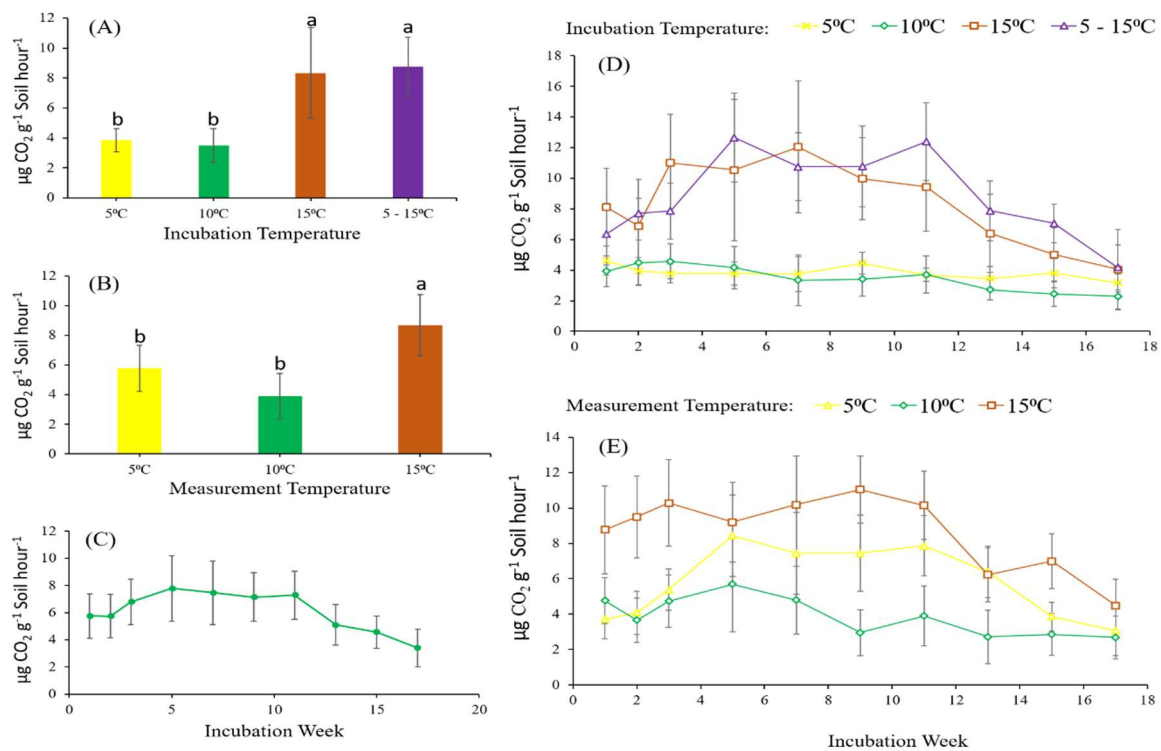 (A)
12
10
8
6
4
2
0
µg CO2 g-1 Soil hour-1
b
b
a
a
5ºC 10ºC 15ºC 5 - 15ºC
Incubation Temperature
(B)
12
10
8
6
4
2
0
µg CO2 g-1 Soil hour-1
b
b
a
5ºC 10ºC 15ºC
Measurement Temperature
(C)
12
10
8
6
4
2
0
µg CO2 g-1 Soil hour-1
0 5 10 15 20
Incubation Week
Incubation Temperature: 5ºC 10ºC 15ºC 5 - 15ºC
(D)
18
16
14
12
10
8
6
4
2
0
µg CO2 g-1 Soil hour-1
0 2 4 6 8 10 12 14 16 18
Measurement Temperature: 5ºC 10ºC 15ºC
(E)
14
12
10
8
6
4
2
0
µg CO2 g-1 Soil hour-1
0 2 4 6 8 10 12 14 16 18
Incubation Week